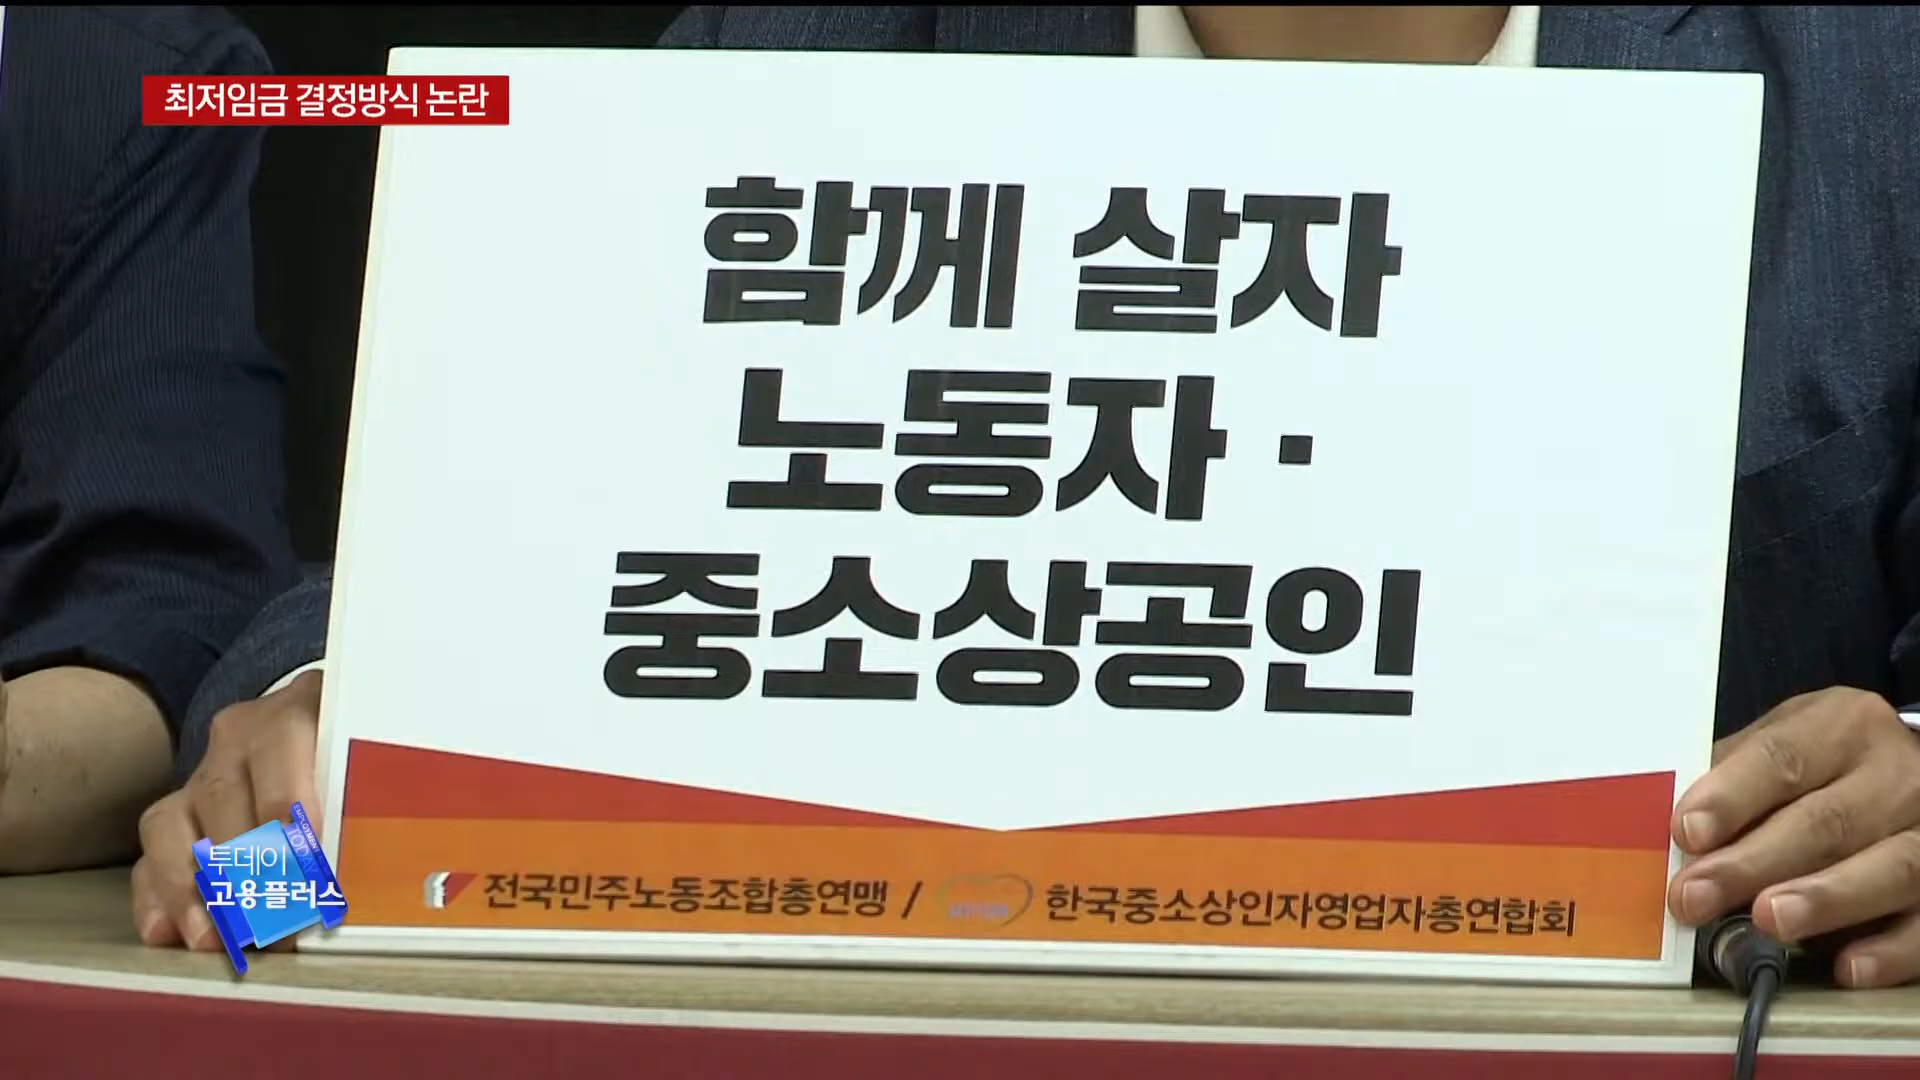 최저임금 결정방식 논란
함께 살자
노동자 ·
중소상공인
전국민주노동조합총연맹 / 한국중소상인자영업자총연합회
EMPLOYMENT
TODAY
투데이
고용플러스